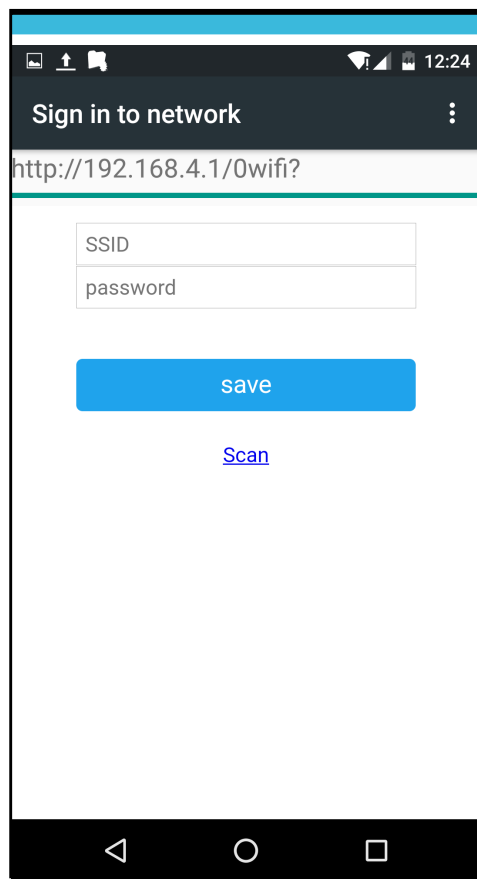 12:24
Sign in to network
http://192.168.4.1/0wifi?
SSID
password
save
Scan